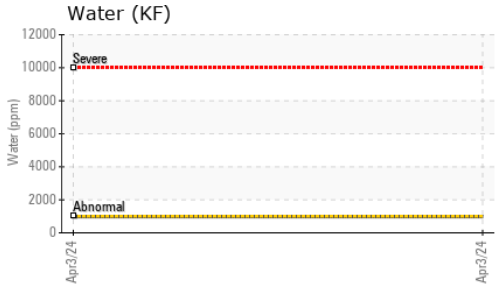 Water (KF)
12000
Severe
10000
8000
Water (ppm)
6000
4000
2000
Abnormal
0
Apr3/24
Apr3/24